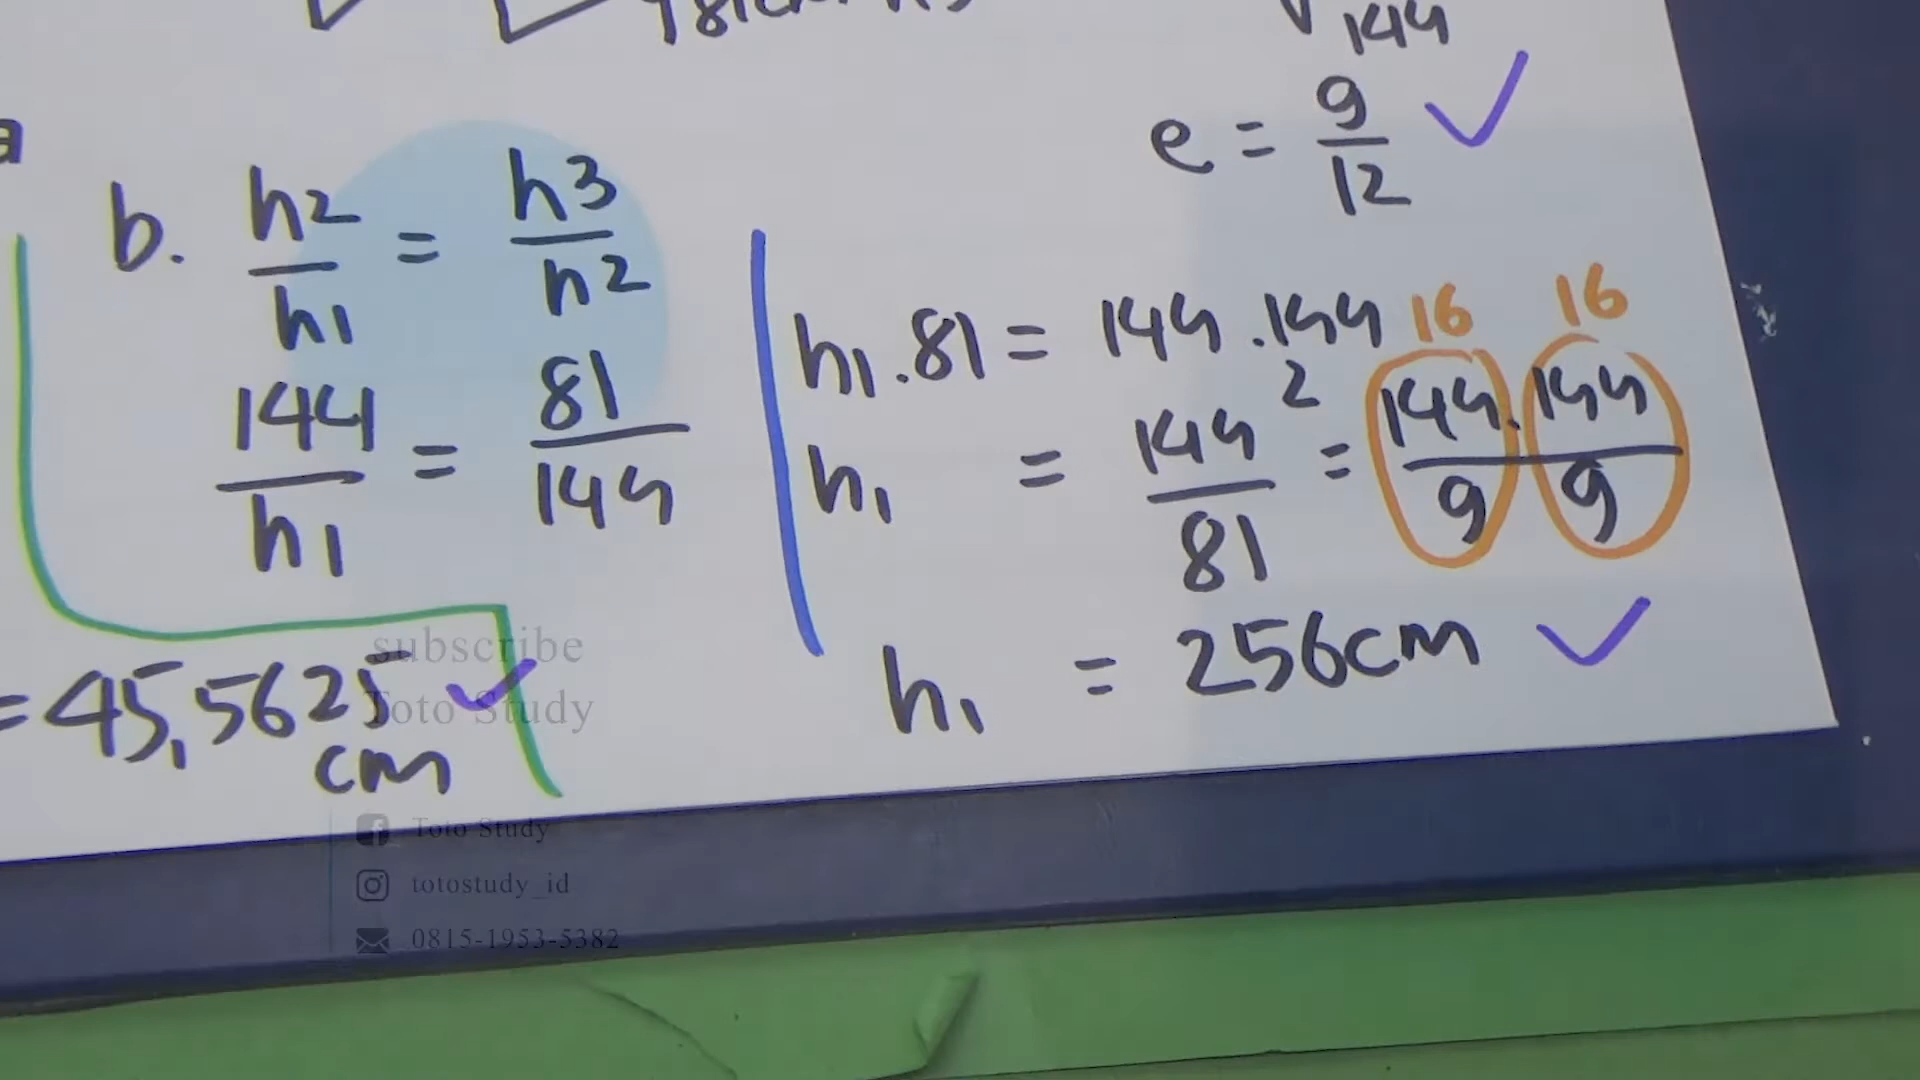 144
e = 9/12 ✓
a
b. h2/h1 = h3/h2
144/h1 = 81/144
h1 . 81 = 144 . 144
16 16
h1 = 144²/81 = 144 . 144/9 9
h1 = 256cm ✓
= 45,5625 ✓
cm
subscribe
Toto Study
Toto Study
totostudy_id
0815-1953-5382